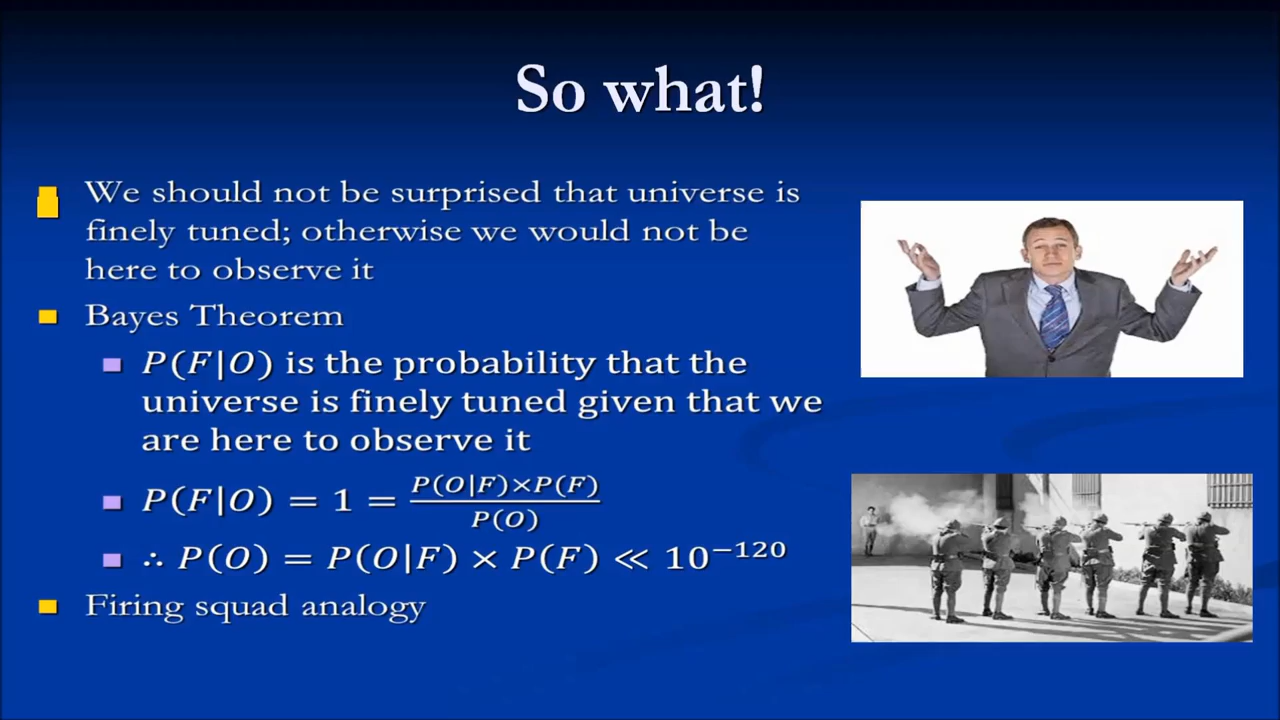 So what!
We should not be surprised that universe is
finely tuned; otherwise we would not be
here to observe it
Bayes Theorem
P(F|O) is the probability that the
universe is finely tuned given that we
are here to observe it
P(F|O) = 1 = \frac{P(O|F)×P(F)}{P(O)}
∴ P(O) = P(O|F) × P(F) ≪ 10^{−120}
Firing squad analogy